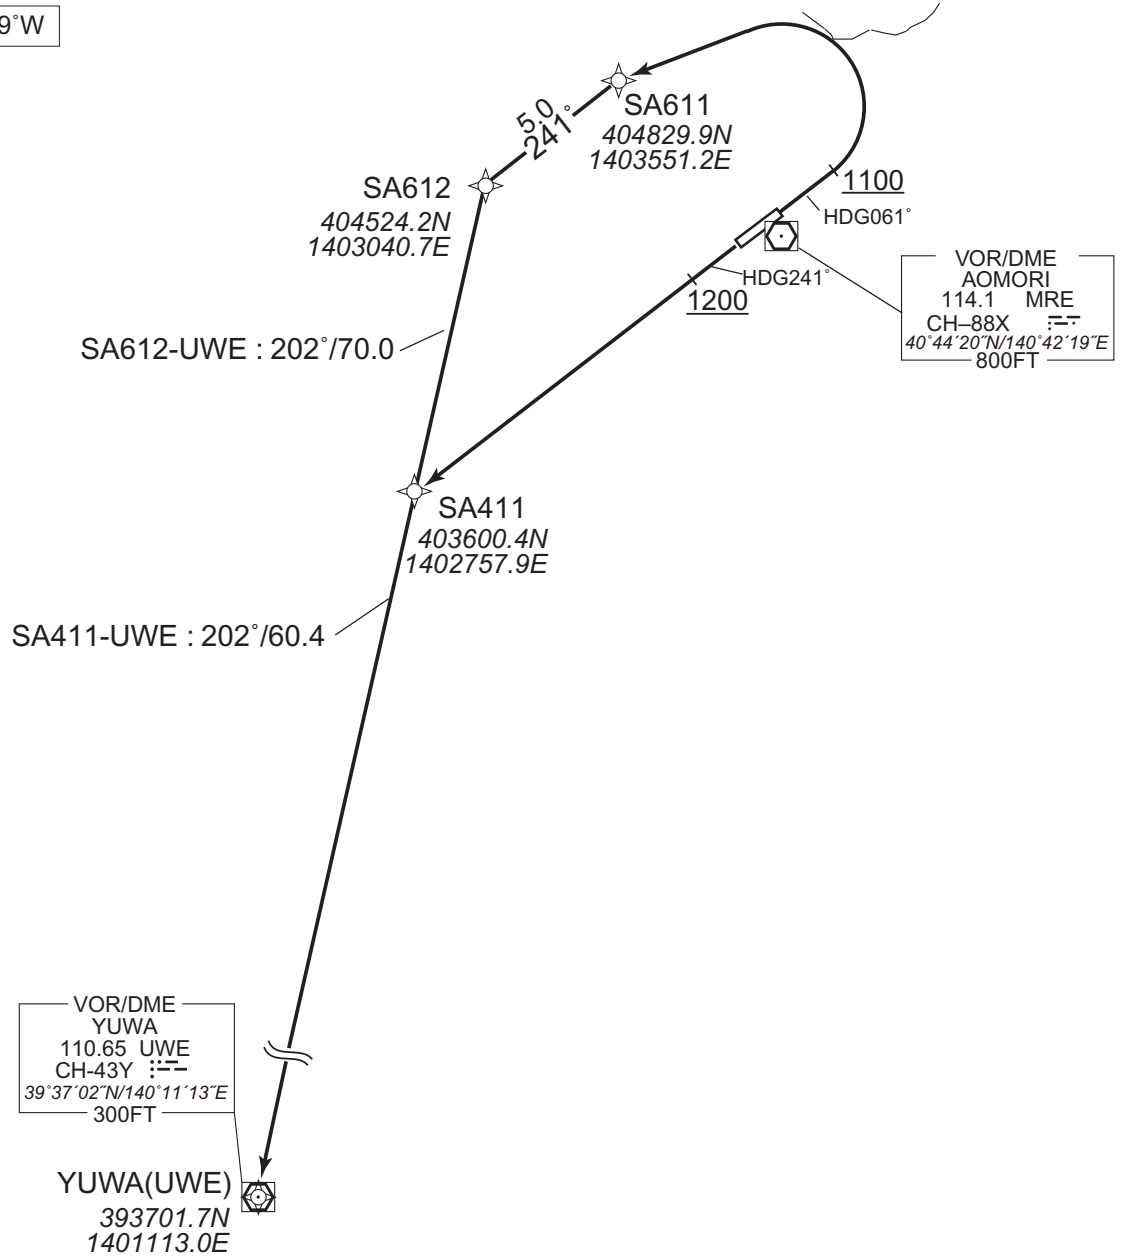 9°W
SA611
404829.9N
1403551.2E
5.0
241°
SA612
404524.2N
1403040.7E
1100
HDG061°
HDG241°
1200
VOR/DME
AOMORI
114.1 MRE
CH–88X
40°44´20˝N/140°42´19˝E
800FT
SA612-UWE : 202°/70.0
SA411
403600.4N
1402757.9E
SA411-UWE : 202°/60.4
VOR/DME
YUWA
110.65 UWE
CH-43Y
39°37´02˝N/140°11´13˝E
300FT
YUWA(UWE)
393701.7N
1401113.0E